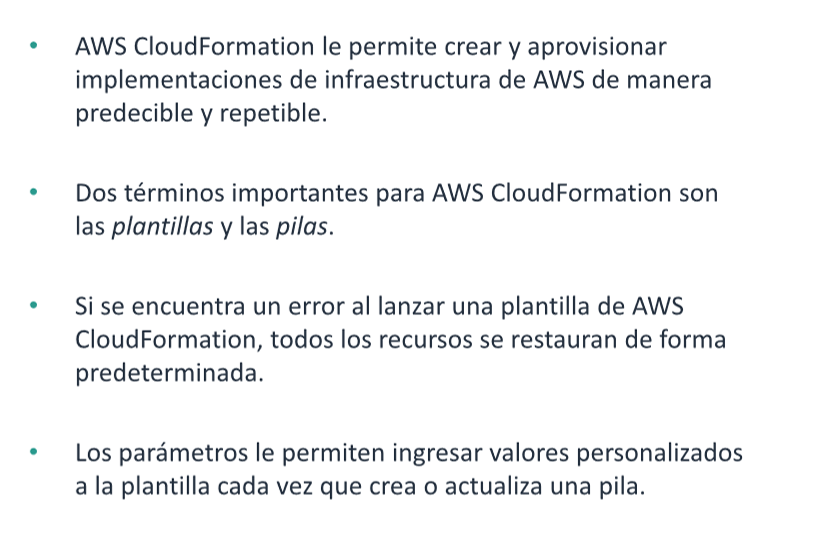 • AWS CloudFormation le permite crear y aprovisionar
implementaciones de infraestructura de AWS de manera
predecible y repetible.
• Dos términos importantes para AWS CloudFormation son
las plantillas y las pilas.
• Si se encuentra un error al lanzar una plantilla de AWS
CloudFormation, todos los recursos se restauran de forma
predeterminada.
• Los parámetros le permiten ingresar valores personalizados
a la plantilla cada vez que crea o actualiza una pila.